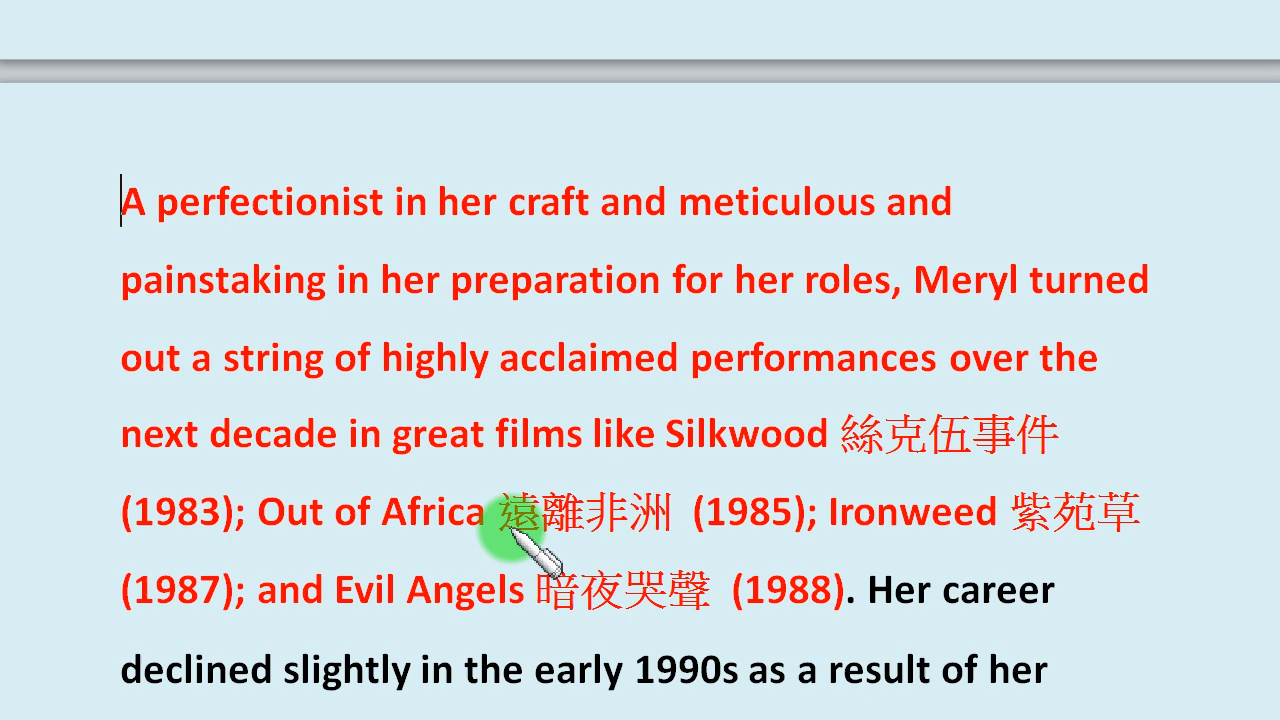 A perfectionist in her craft and meticulous and
painstaking in her preparation for her roles, Meryl turned
out a string of highly acclaimed performances over the
next decade in great films like Silkwood 絲克伍事件
(1983); Out of Africa 遠離非洲 (1985); Ironweed 紫苑草
(1987); and Evil Angels 暗夜哭聲 (1988). Her career
declined slightly in the early 1990s as a result of her